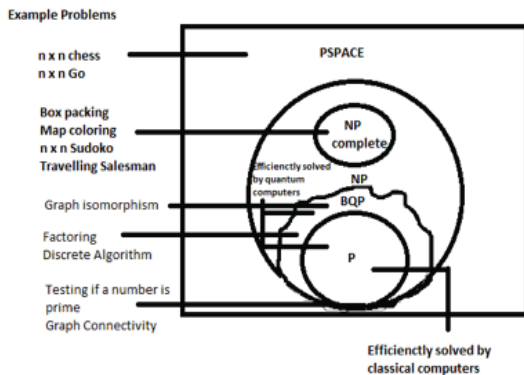 Example Problems
n x n chess
n x n Go
PSPACE
Box packing
Map coloring
n x n Sudoko
Travelling Salesman
NP
complete
Efficienctly solved
by quantum
computers
NP
BQP
Graph isomorphism
Factoring
Discrete Algorithm
P
Testing if a number is
prime
Graph Connectivity
Efficienctly solved by
classical computers